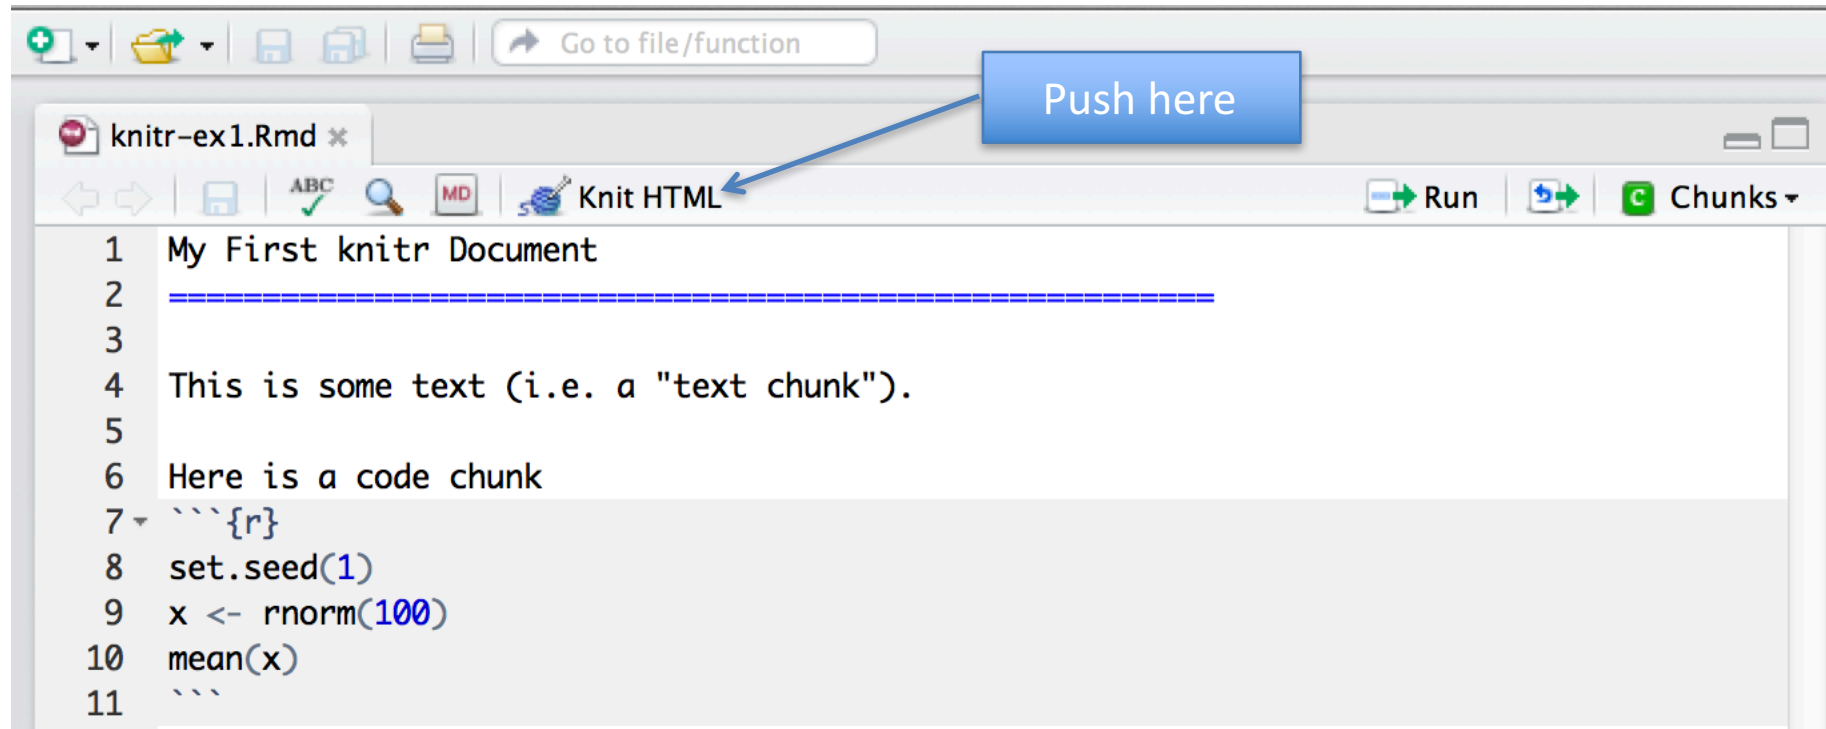 Go to file/function
Push here
knitr-ex1.Rmd
ABC MD Knit HTML Run C Chunks
1 My First knitr Document
2 ========================================================
3
4 This is some text (i.e. a "text chunk").
5
6 Here is a code chunk
7 ```{r}
8 set.seed(1)
9 x <- rnorm(100)
10 mean(x)
11 ```